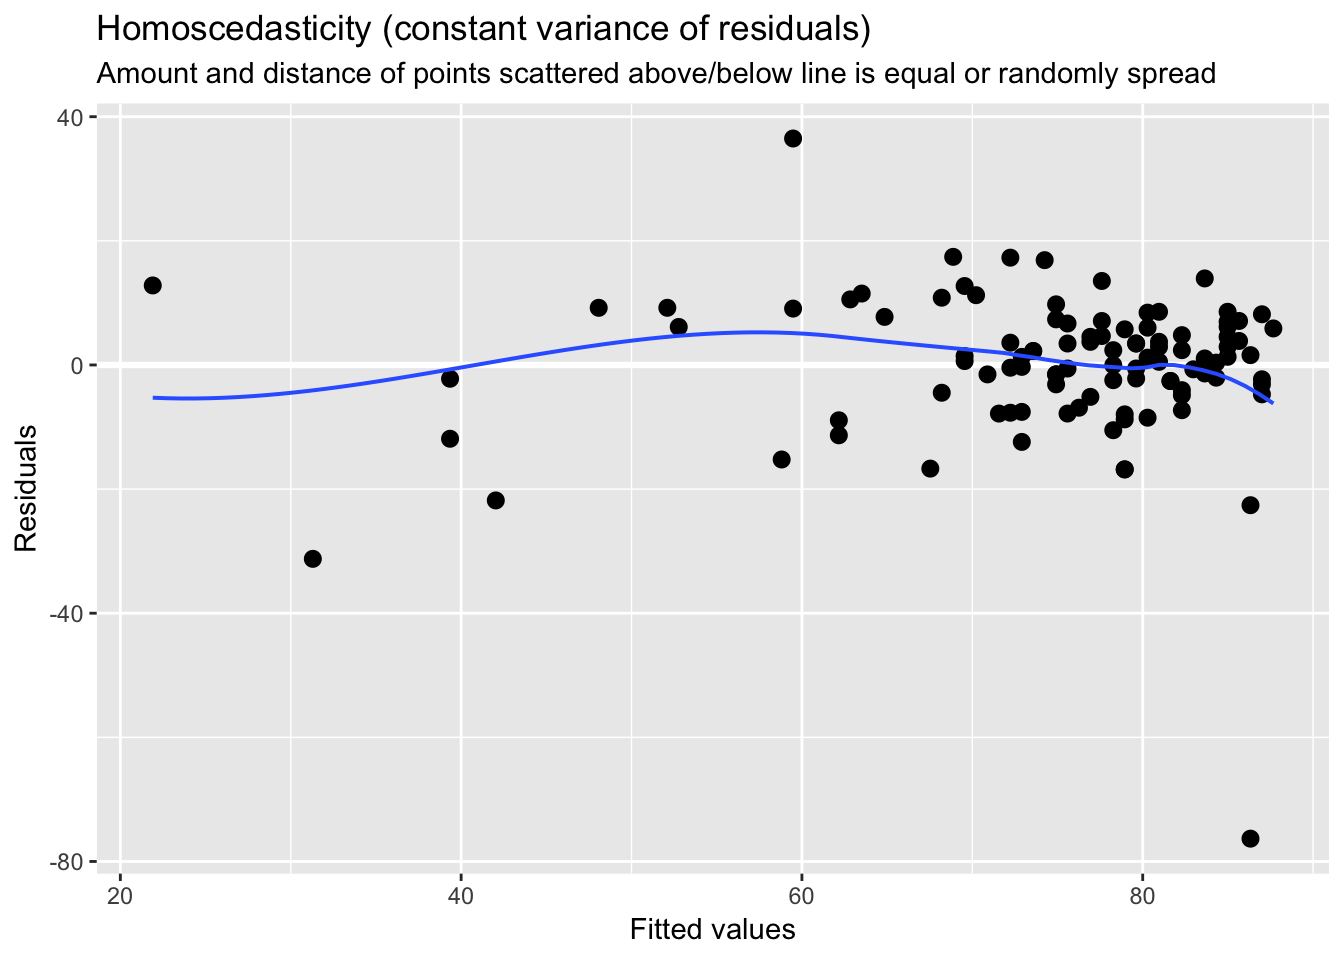 Homoscedasticity (constant variance of residuals)
Amount and distance of points scattered above/below line is equal or randomly spread
40
0
-40
-80
Residuals
20
40
60
80
Fitted values